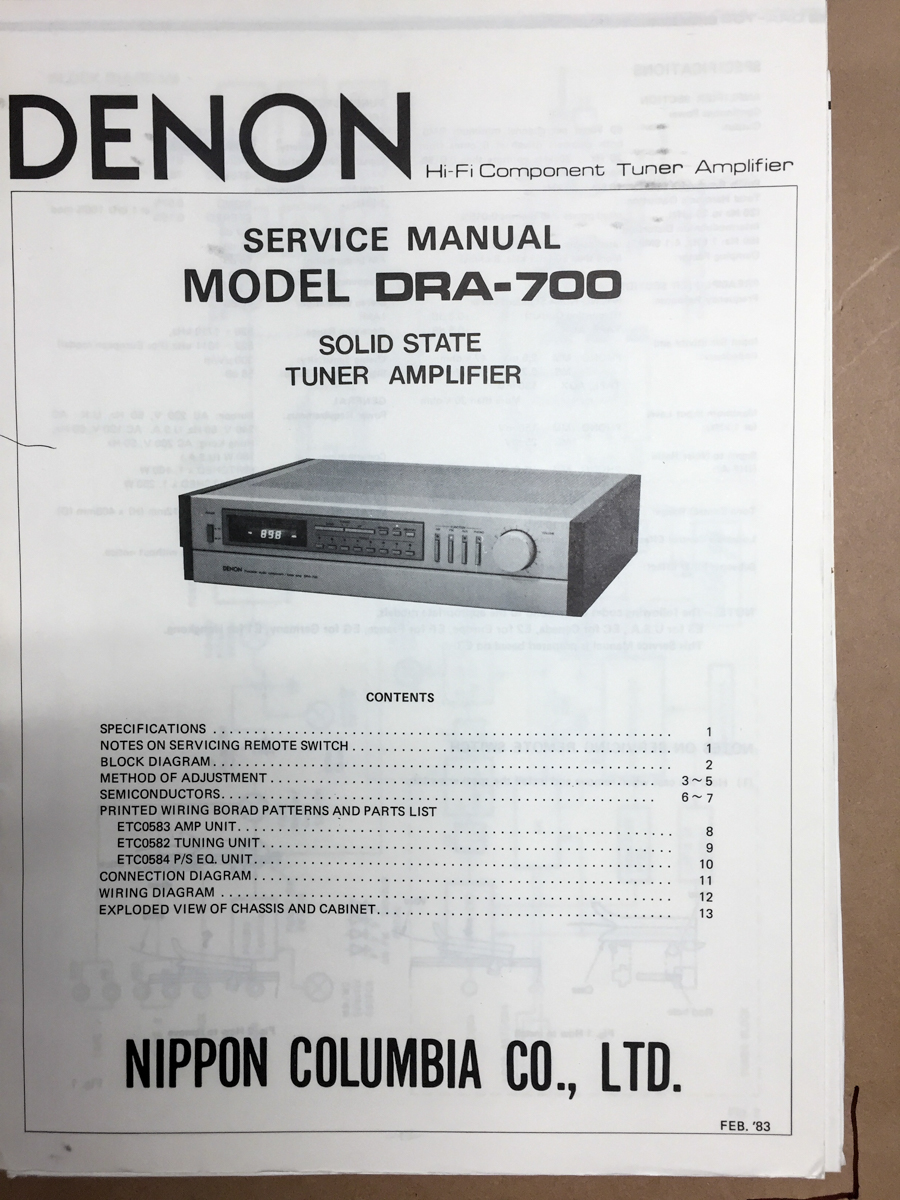 DENON Hi-Fi Component Tuner Amplifier
SERVICE MANUAL
MODEL DRA-700
SOLID STATE
TUNER AMPLIFIER
898
DENON
CONTENTS
SPECIFICATIONS . . . . . . . . . . 1
NOTES ON SERVICING REMOTE SWITCH . . . . . . . . . . 1
BLOCK DIAGRAM . . . . . . . . . . 2
METHOD OF ADJUSTMENT . . . . . . . . . . 3~5
SEMICONDUCTORS . . . . . . . . . . 6~7
PRINTED WIRING BORAD PATTERNS AND PARTS LIST
ETC0583 AMP UNIT . . . . . . . . . . 8
ETC0582 TUNING UNIT . . . . . . . . . . 9
ETC0584 P/S EQ. UNIT . . . . . . . . . . 10
CONNECTION DIAGRAM . . . . . . . . . . 11
WIRING DIAGRAM . . . . . . . . . . 12
EXPLODED VIEW OF CHASSIS AND CABINET . . . . . . . . . . 13
NIPPON COLUMBIA CO., LTD.
FEB. '83